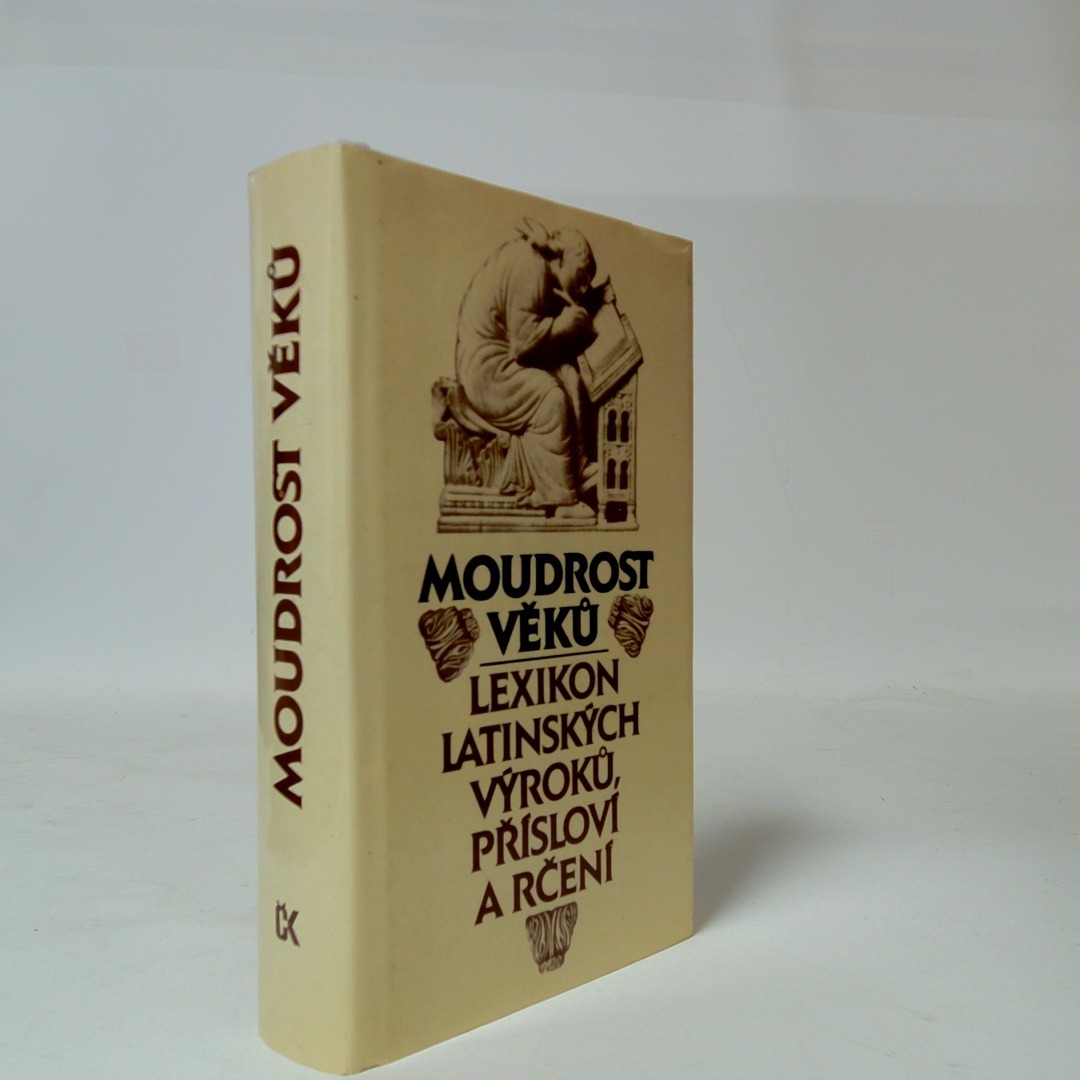 MOUDROST VĚKŮ
ČK
MOUDROST
VĚKŮ
LEXIKON
LATINSKÝCH
VÝROKŮ,
PŘÍSLOVÍ
A RČENÍ